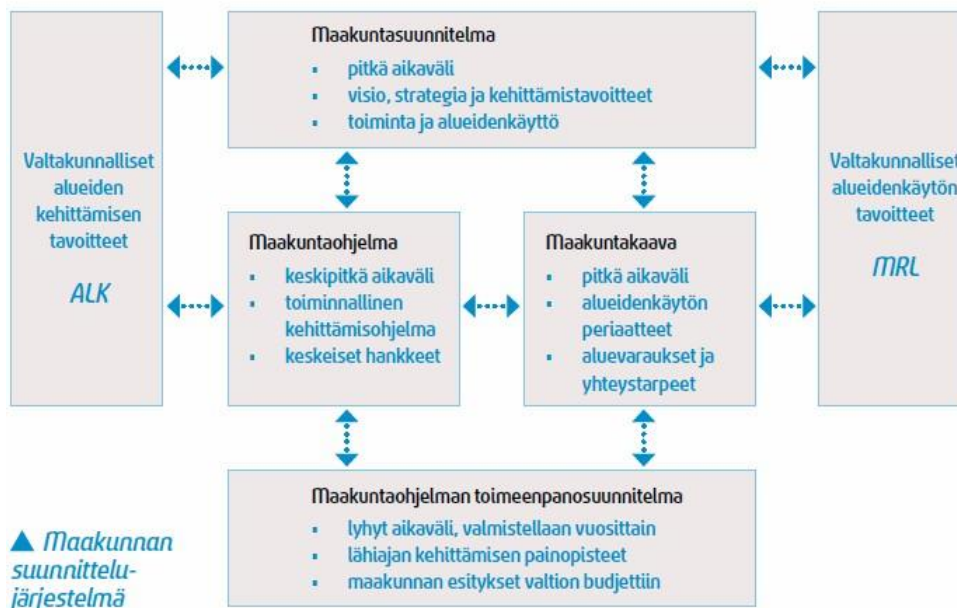 Maakuntasuunnitelma
▪ pitkä aikaväli
▪ visio, strategia ja kehittämistavoitteet
▪ toiminta ja alueidenkäyttö
Valtakunnalliset
alueiden
kehittämisen
tavoitteet
ALK
Valtakunnalliset
alueidenkäytön
tavoitteet
MRL
Maakuntaohjelma
▪ keskipitkä aikaväli
▪ toiminnallinen
kehittämisohjelma
▪ keskeiset hankkeet
Maakuntakaava
▪ pitkä aikaväli
▪ alueidenkäytön
periaatteet
▪ aluevaraukset ja
yhteystarpeet
Maakuntaohjelman toimeenpanosuunnitelma
▪ lyhyt aikaväli, valmistellaan vuosittain
▪ lähiajan kehittämisen painopisteet
▪ maakunnan esitykset valtion budjettiin
▲ Maakunnan
suunnittelu-
järjestelmä